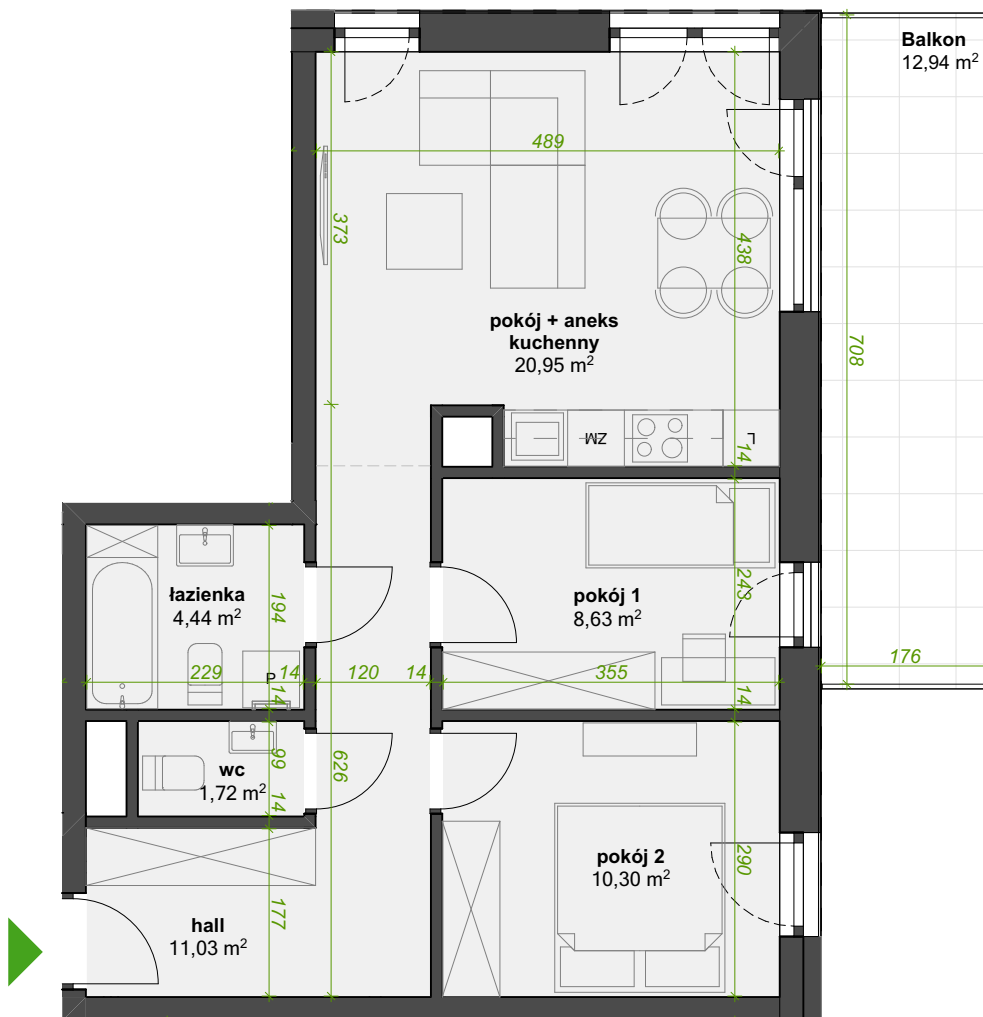 Balkon
12,94 m²
489
373
438
708
pokój + aneks
kuchenny
20,95 m²
ZM
L
14
łazienka
4,44 m²
194
pokój 1
8,63 m²
243
229
14
P
14
120
14
355
14
176
wc
1,72 m²
99
14
626
pokój 2
10,30 m²
290
hall
11,03 m²
177